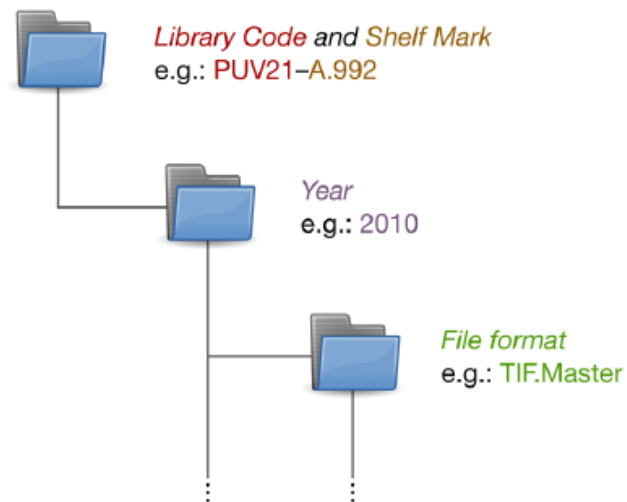 Library Code and Shelf Mark
e.g.: PUV21–A.992
Year
e.g.: 2010
File format
e.g.: TIF.Master